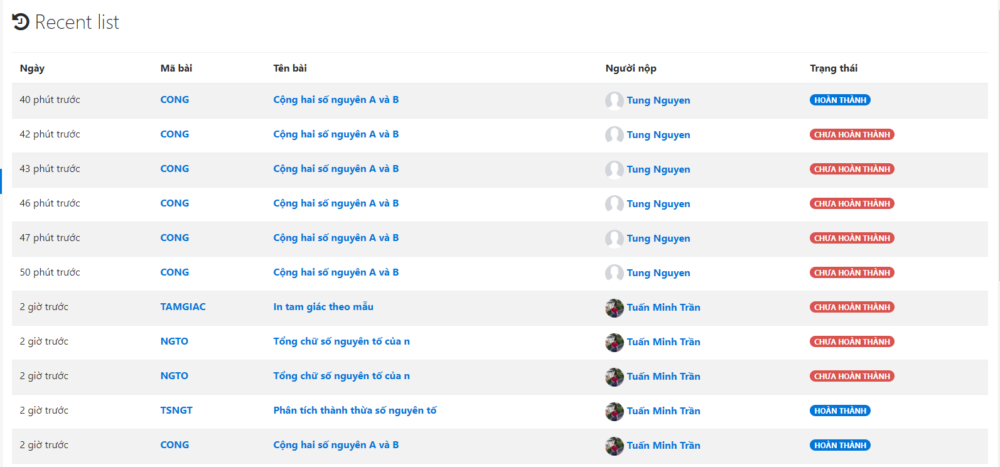 Recent list
Ngày Mã bài Tên bài Người nộp Trạng thái
40 phút trước CONG Cộng hai số nguyên A và B Tung Nguyen HOÀN THÀNH
42 phút trước CONG Cộng hai số nguyên A và B Tung Nguyen CHƯA HOÀN THÀNH
43 phút trước CONG Cộng hai số nguyên A và B Tung Nguyen CHƯA HOÀN THÀNH
46 phút trước CONG Cộng hai số nguyên A và B Tung Nguyen CHƯA HOÀN THÀNH
47 phút trước CONG Cộng hai số nguyên A và B Tung Nguyen CHƯA HOÀN THÀNH
50 phút trước CONG Cộng hai số nguyên A và B Tung Nguyen CHƯA HOÀN THÀNH
2 giờ trước TAMGIAC In tam giác theo mẫu Tuấn Minh Trần CHƯA HOÀN THÀNH
2 giờ trước NGTO Tổng chữ số nguyên tố của n Tuấn Minh Trần CHƯA HOÀN THÀNH
2 giờ trước NGTO Tổng chữ số nguyên tố của n Tuấn Minh Trần CHƯA HOÀN THÀNH
2 giờ trước TSNGT Phân tích thành thừa số nguyên tố Tuấn Minh Trần HOÀN THÀNH
2 giờ trước CONG Cộng hai số nguyên A và B Tuấn Minh Trần HOÀN THÀNH